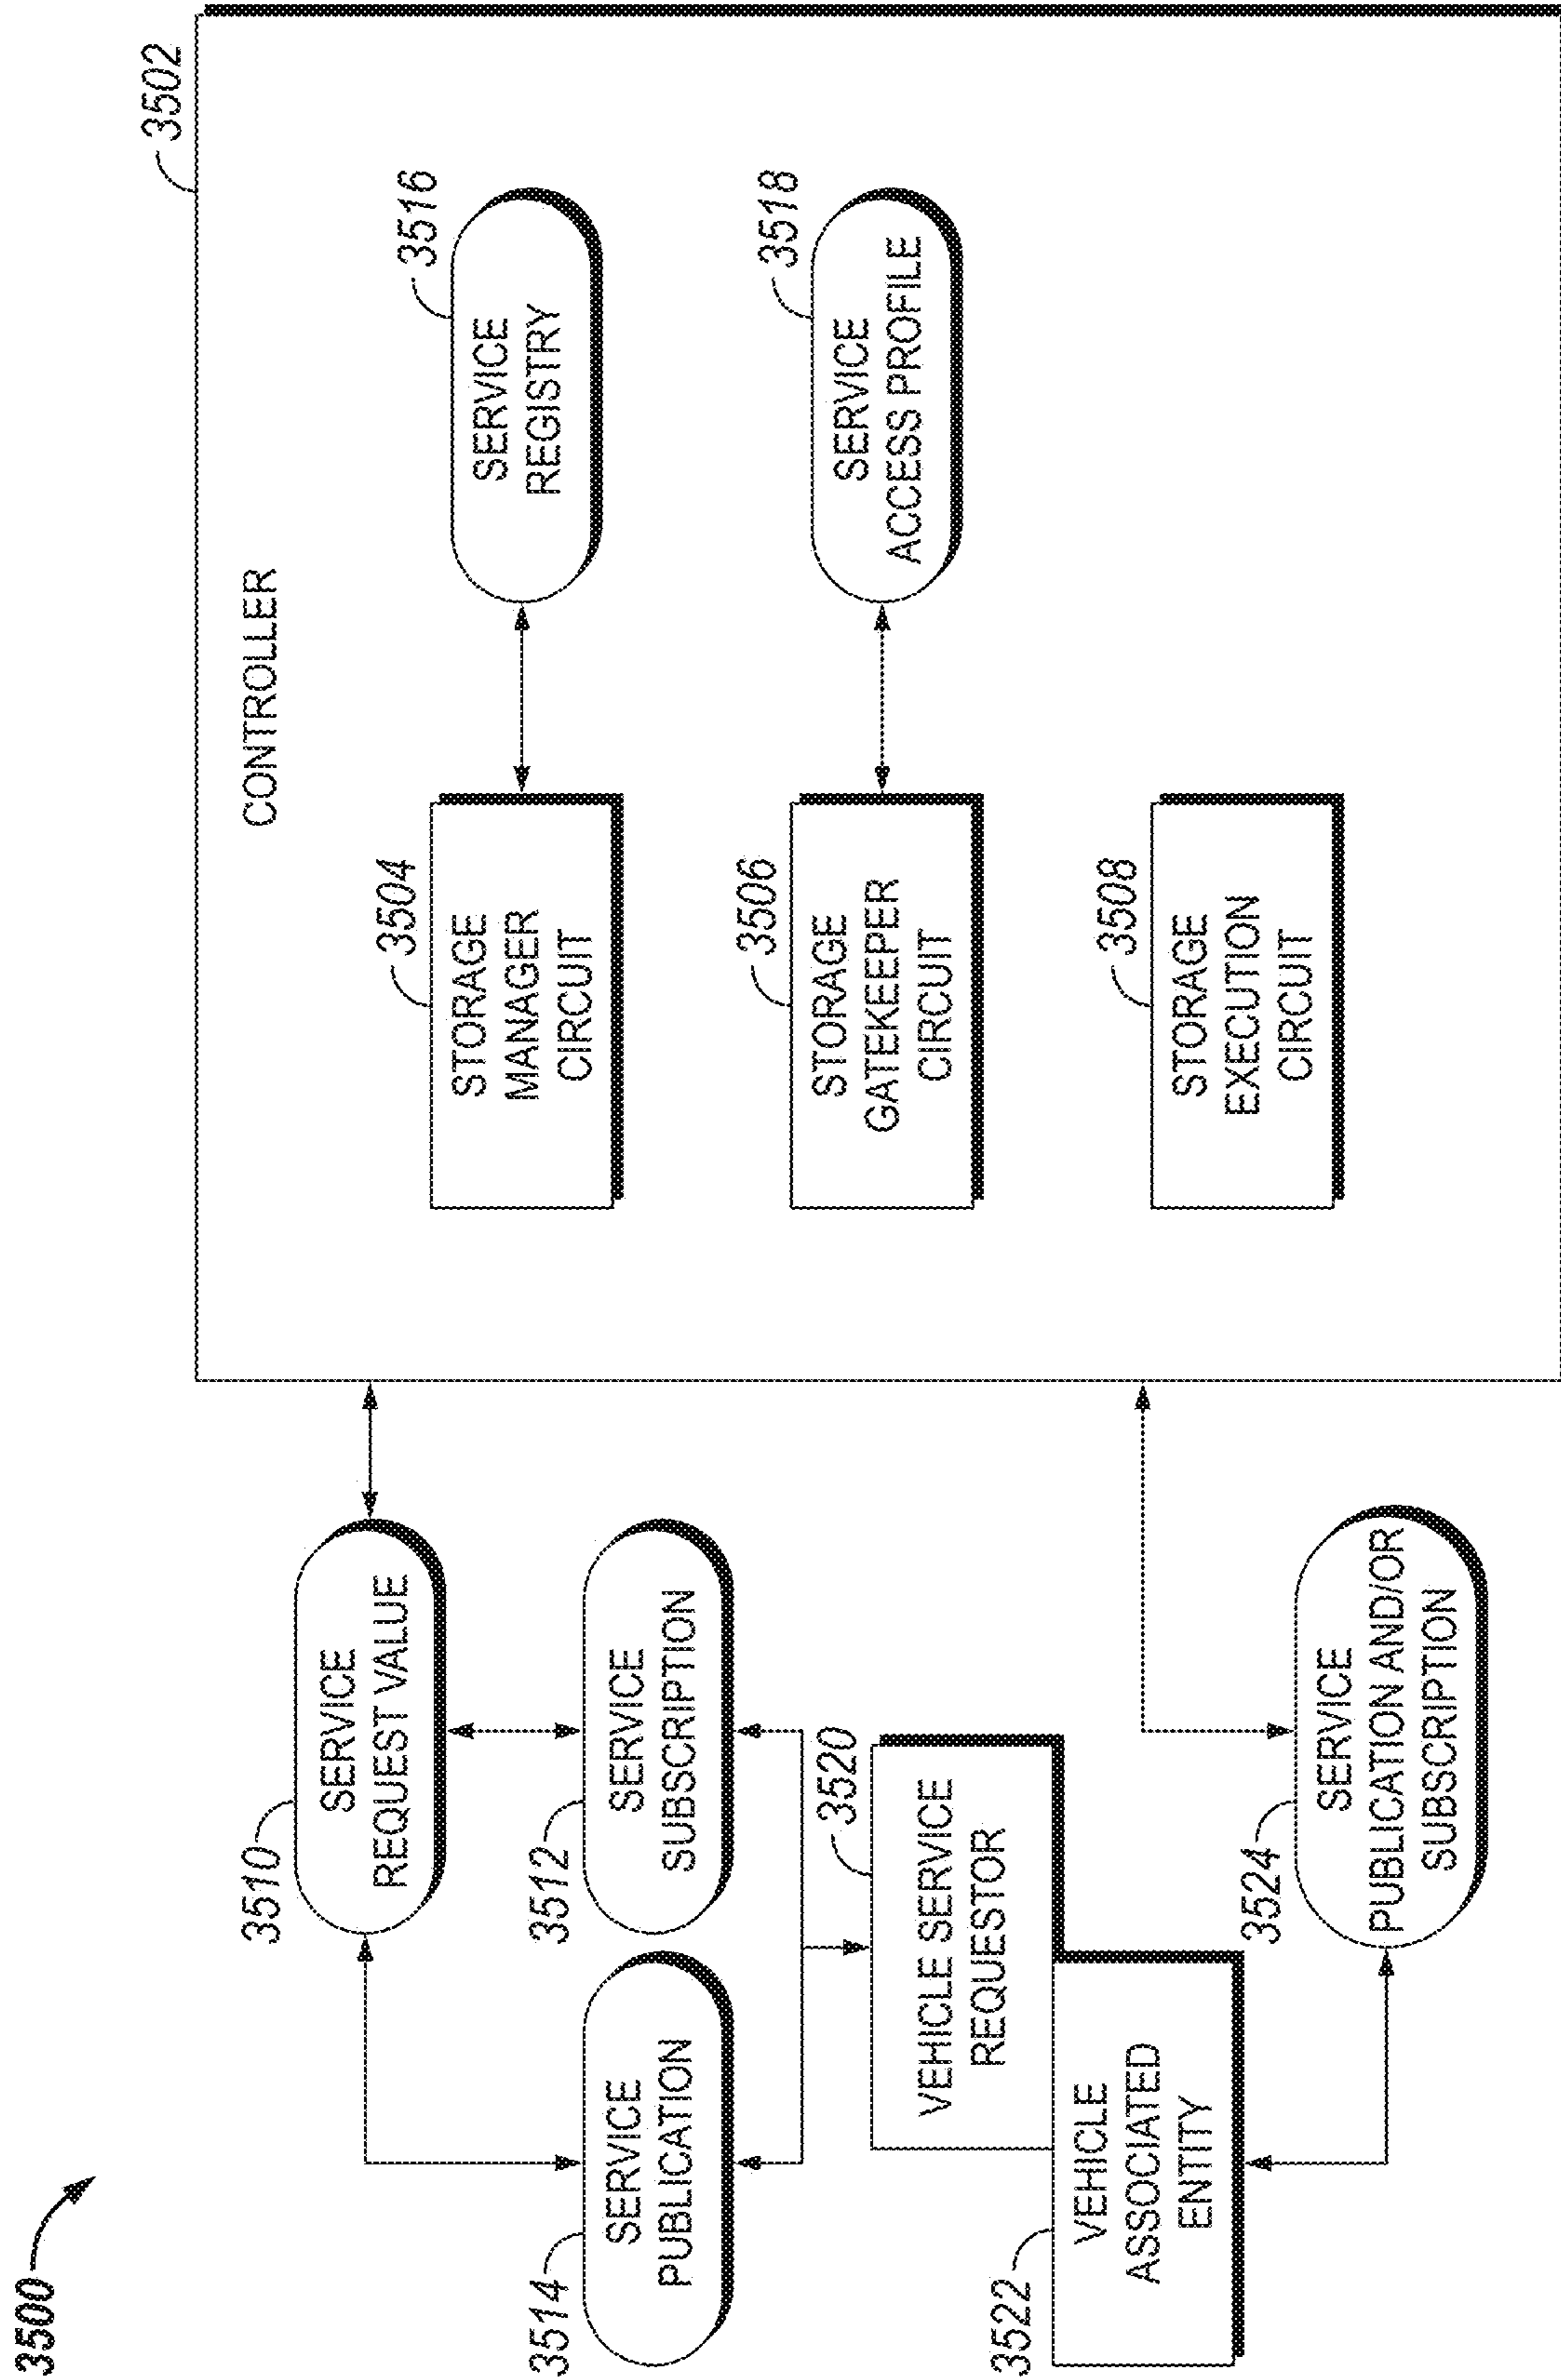 3500
3502
CONTROLLER
3510
SERVICE
REQUEST VALUE
3504
STORAGE
MANAGER
CIRCUIT
3516
SERVICE
REGISTRY
3514
SERVICE
PUBLICATION
3512
SERVICE
SUBSCRIPTION
3506
STORAGE
GATEKEEPER
CIRCUIT
3518
SERVICE
ACCESS PROFILE
3520
VEHICLE SERVICE
REQUESTOR
3522
VEHICLE
ASSOCIATED
ENTITY
3508
STORAGE
EXECUTION
CIRCUIT
3524
SERVICE
PUBLICATION AND/OR
SUBSCRIPTION